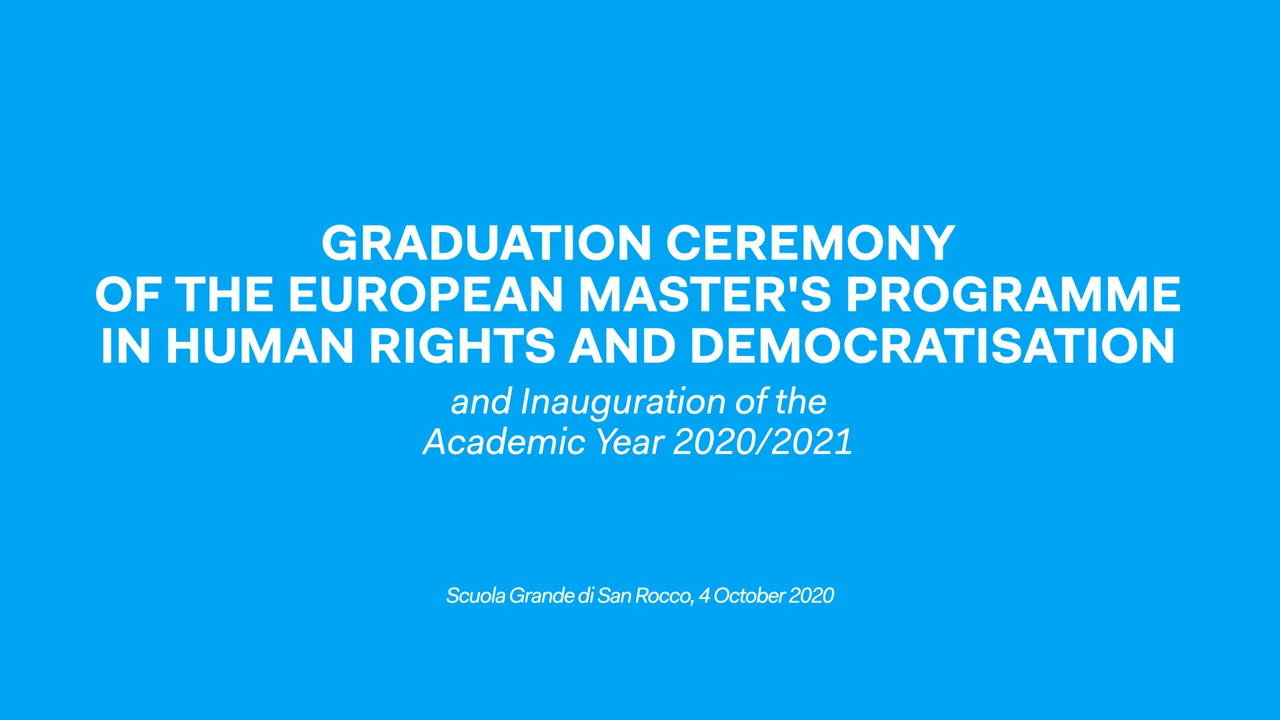 GRADUATION CEREMONY
OF THE EUROPEAN MASTER'S PROGRAMME
IN HUMAN RIGHTS AND DEMOCRATISATION
and Inauguration of the
Academic Year 2020/2021
Scuola Grande di San Rocco, 4 October 2020